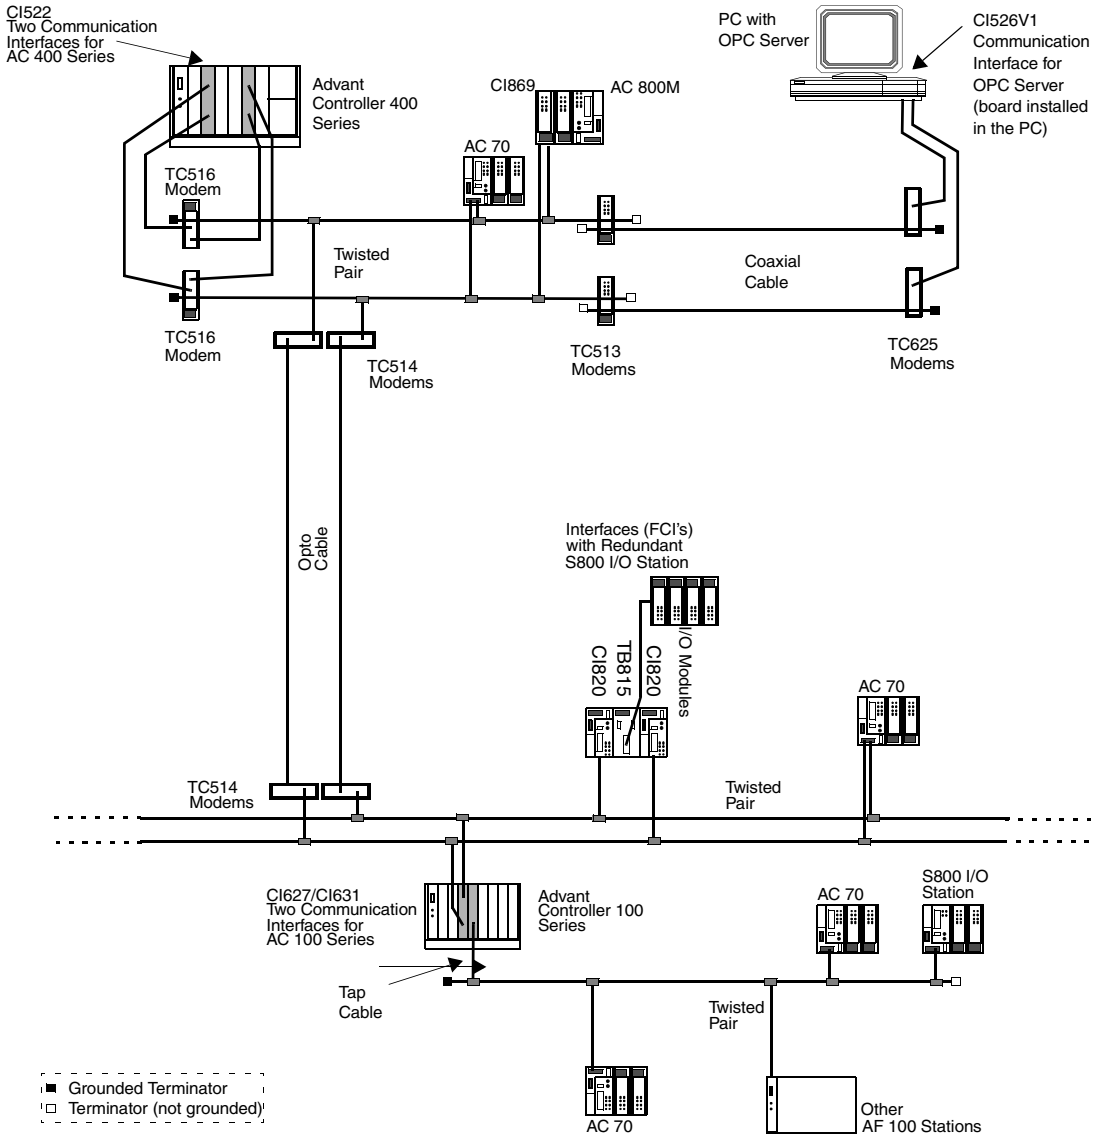 CI522
Two Communication
Interfaces for
AC 400 Series
Advant
Controller 400
Series
CI869
AC 800M
AC 70
PC with
OPC Server
CI526V1
Communication
Interface for
OPC Server
(board installed
in the PC)
TC516
Modem
Twisted
Pair
Coaxial
Cable
TC516
Modem
TC514
Modems
TC513
Modems
TC625
Modems
Opto
Cable
Interfaces (FCI's)
with Redundant
S800 I/O Station
CI820
TB815
CI820
I/O Modules
AC 70
TC514
Modems
Twisted
Pair
CI627/CI631
Two Communication
Interfaces for
AC 100 Series
Advant
Controller 100
Series
AC 70
S800 I/O
Station
Tap
Cable
Twisted
Pair
Grounded Terminator
Terminator (not grounded)
AC 70
Other
AF 100 Stations